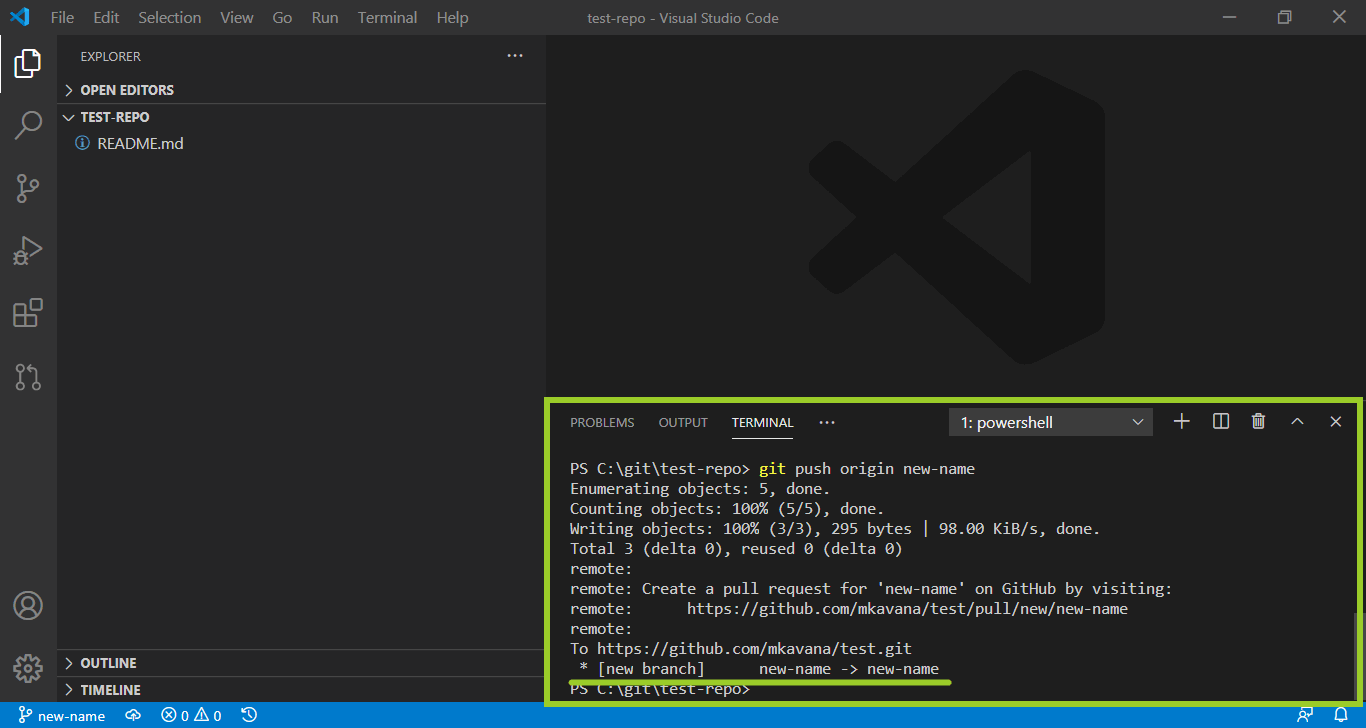 File Edit Selection View Go Run Terminal Help
test-repo - Visual Studio Code
EXPLORER
OPEN EDITORS
TEST-REPO
README.md
OUTLINE
TIMELINE
PROBLEMS OUTPUT TERMINAL
1: powershell
PS C:\git\test-repo> git push origin new-name
Enumerating objects: 5, done.
Counting objects: 100% (5/5), done.
Writing objects: 100% (3/3), 295 bytes | 98.00 KiB/s, done.
Total 3 (delta 0), reused 0 (delta 0)
remote:
remote: Create a pull request for 'new-name' on GitHub by visiting:
remote:      https://github.com/mkavana/test/pull/new/new-name
remote:
To https://github.com/mkavana/test.git
 * [new branch]      new-name -> new-name
PS C:\git\test-repo>
new-name 0 0